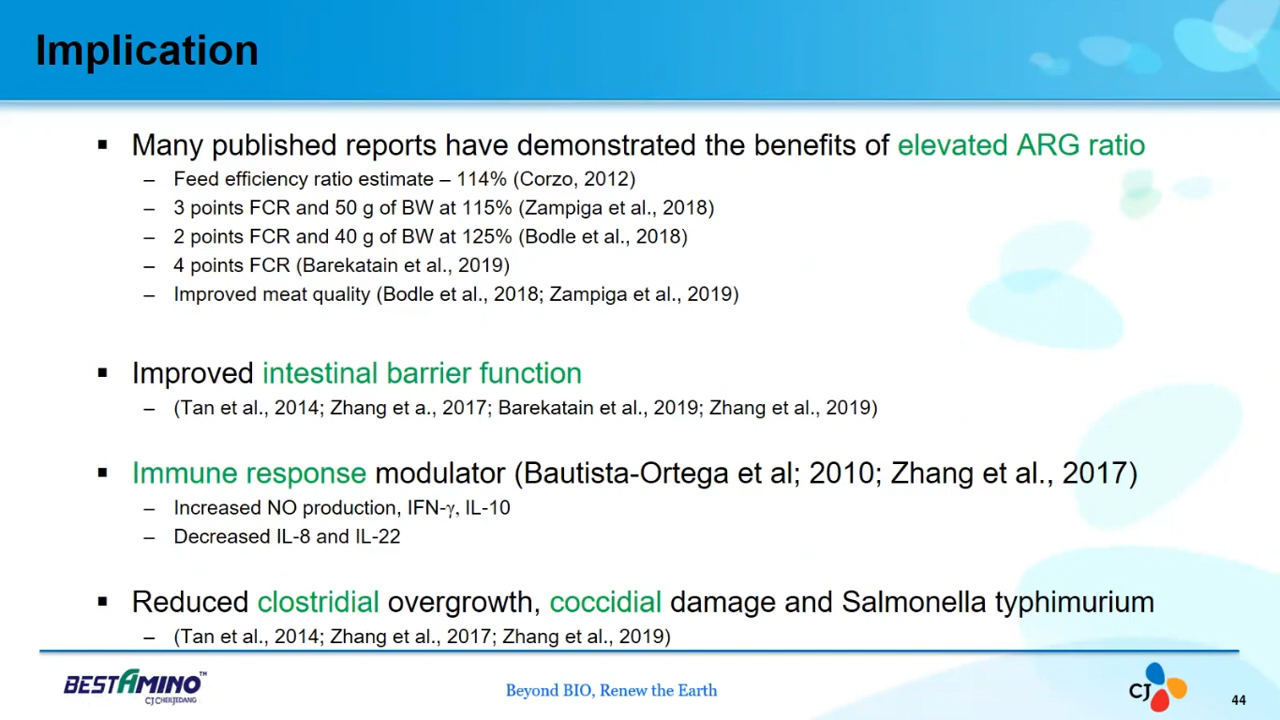 Implication
▪ Many published reports have demonstrated the benefits of elevated ARG ratio
– Feed efficiency ratio estimate – 114% (Corzo, 2012)
– 3 points FCR and 50 g of BW at 115% (Zampiga et al., 2018)
– 2 points FCR and 40 g of BW at 125% (Bodle et al., 2018)
– 4 points FCR (Barekatain et al., 2019)
– Improved meat quality (Bodle et al., 2018; Zampiga et al., 2019)
▪ Improved intestinal barrier function
– (Tan et al., 2014; Zhang et a., 2017; Barekatain et al., 2019; Zhang et al., 2019)
▪ Immune response modulator (Bautista-Ortega et al; 2010; Zhang et al., 2017)
– Increased NO production, IFN-γ, IL-10
– Decreased IL-8 and IL-22
▪ Reduced clostridial overgrowth, coccidial damage and Salmonella typhimurium
– (Tan et al., 2014; Zhang et al., 2017; Zhang et al., 2019)
BESTAMINO™
CJ CHEILJEDANG
Beyond BIO, Renew the Earth
CJ
44